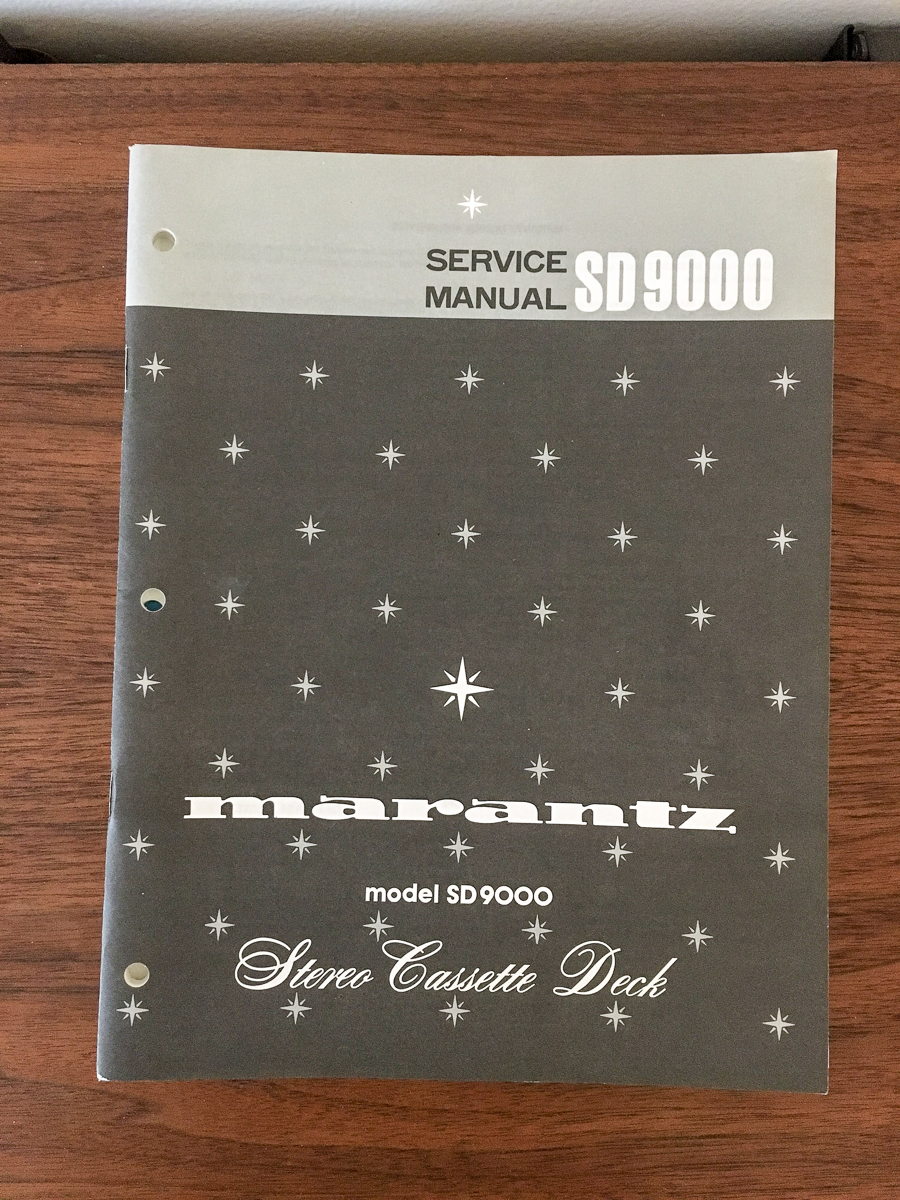 SERVICE
MANUAL SD9000
marantz
model SD9000
Stereo Cassette Deck